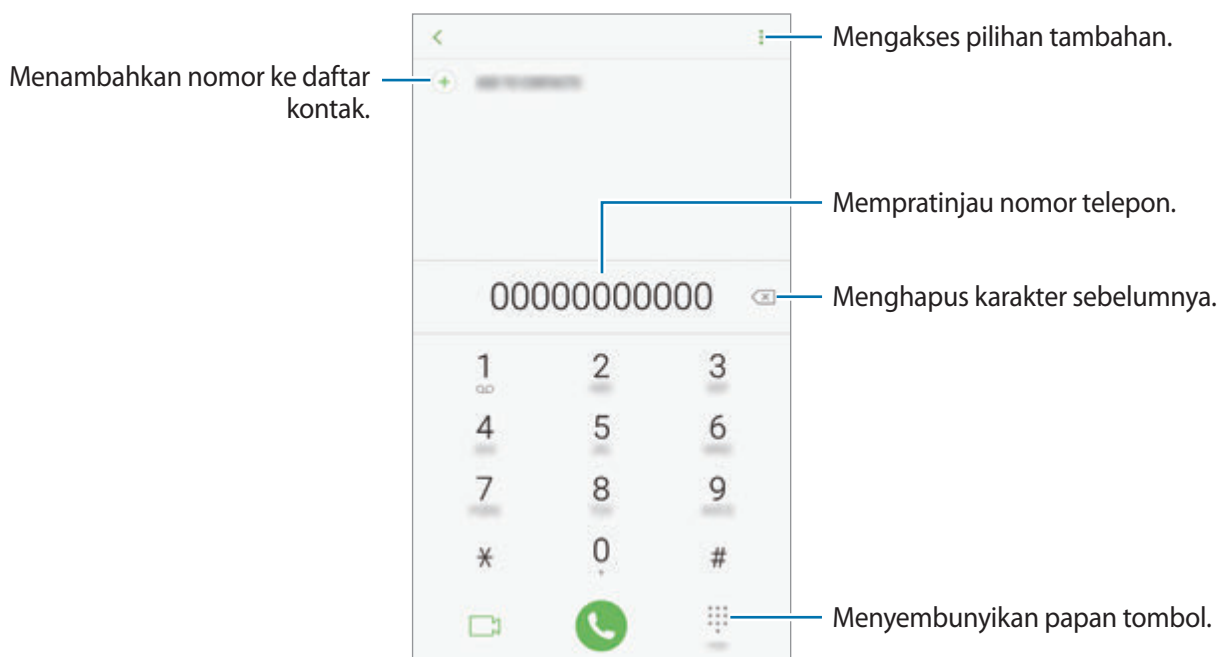 Mengakses pilihan tambahan.
Menambahkan nomor ke daftar
kontak.
Mempratinjau nomor telepon.
00000000000
Menghapus karakter sebelumnya.
1 2 3
4 5 6
7 8 9
* 0 #
+
Menyembunyikan papan tombol.